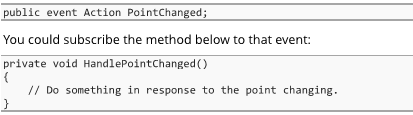 public event Action PointChanged;
You could subscribe the method below to that event:
private void HandlePointChanged()
{
    // Do something in response to the point changing.
}